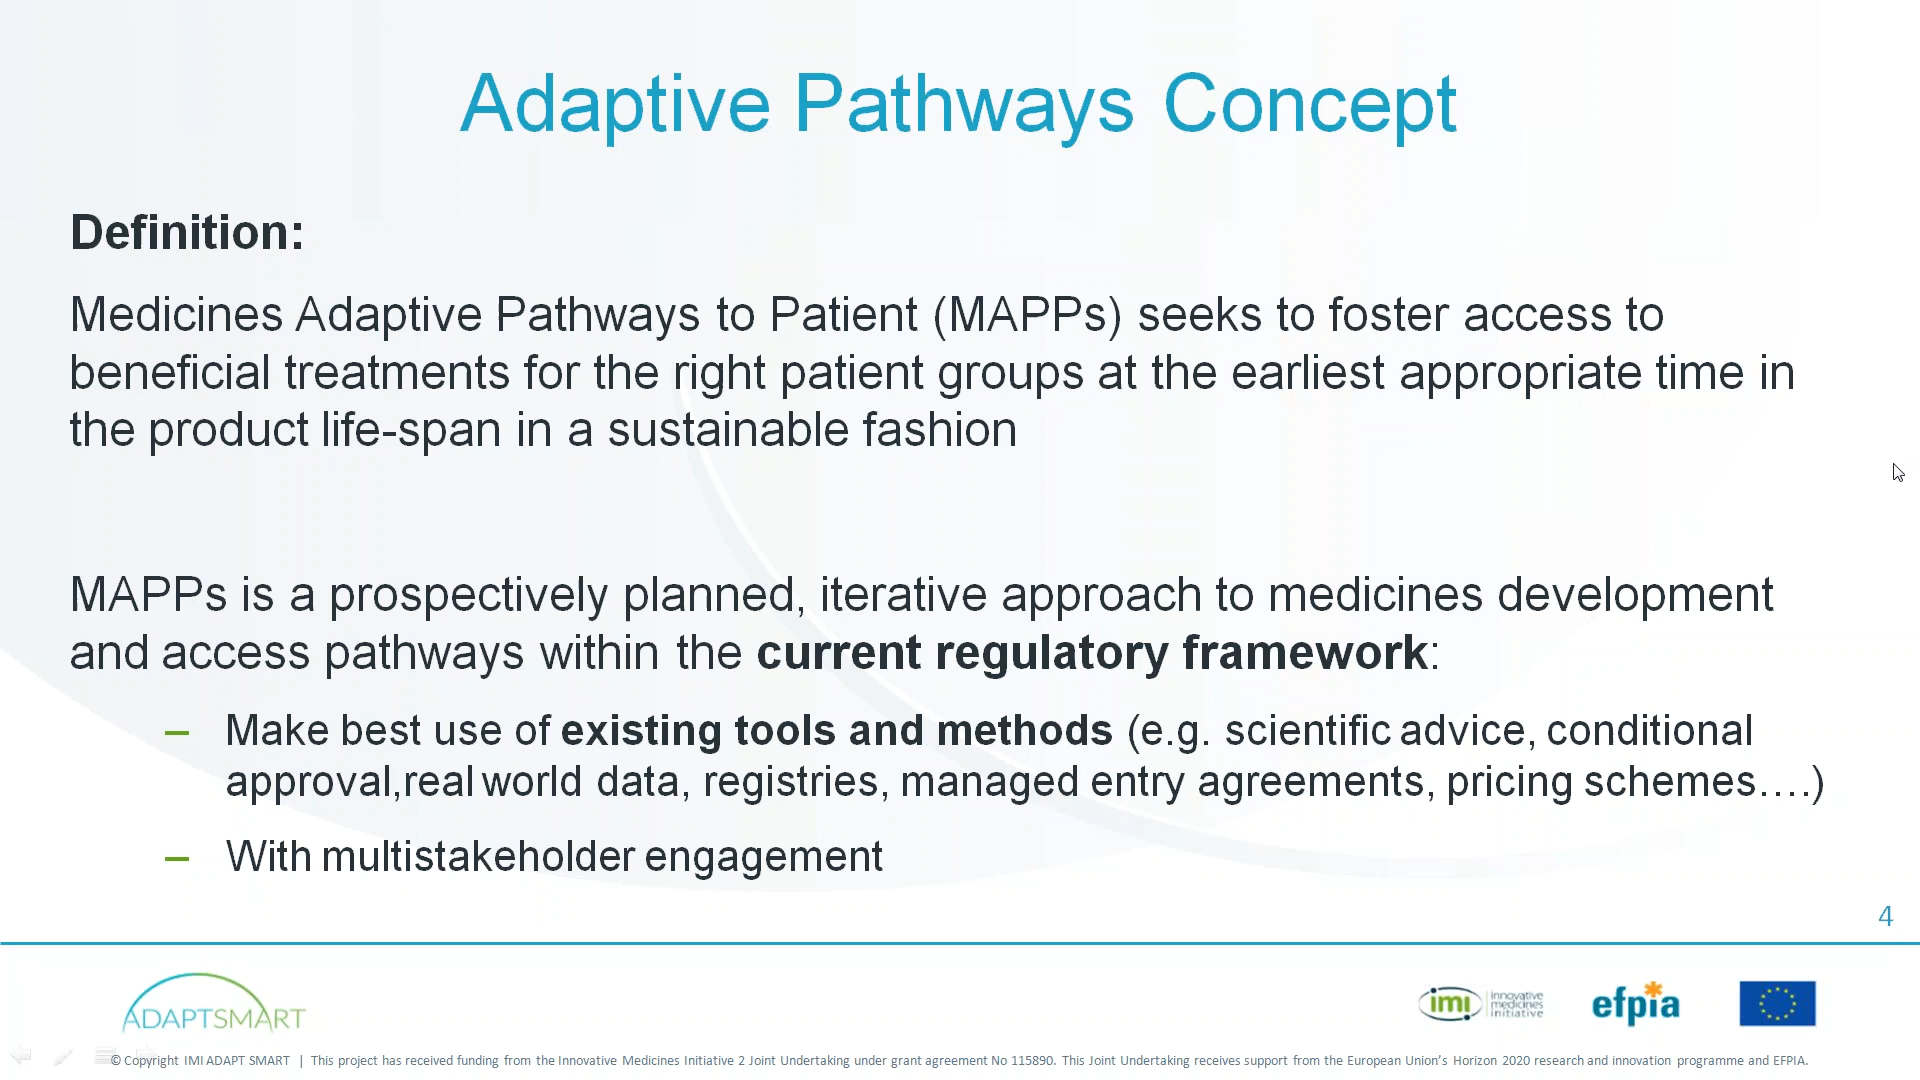 Adaptive Pathways Concept
Definition:
Medicines Adaptive Pathways to Patient (MAPPs) seeks to foster access to
beneficial treatments for the right patient groups at the earliest appropriate time in
the product life-span in a sustainable fashion
MAPPs is a prospectively planned, iterative approach to medicines development
and access pathways within the current regulatory framework:
– Make best use of existing tools and methods (e.g. scientific advice, conditional
approval,real world data, registries, managed entry agreements, pricing schemes….)
– With multistakeholder engagement
4
ADAPTSMART
imi innovative
medicines
initiative
efpia
© Copyright IMI ADAPT SMART | This project has received funding from the Innovative Medicines Initiative 2 Joint Undertaking under grant agreement No 115890. This Joint Undertaking receives support from the European Union’s Horizon 2020 research and innovation programme and EFPIA.